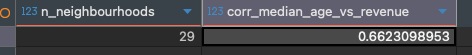 123 n_neighbourhoods 123 corr_median_age_vs_revenue
29 0.6623098953